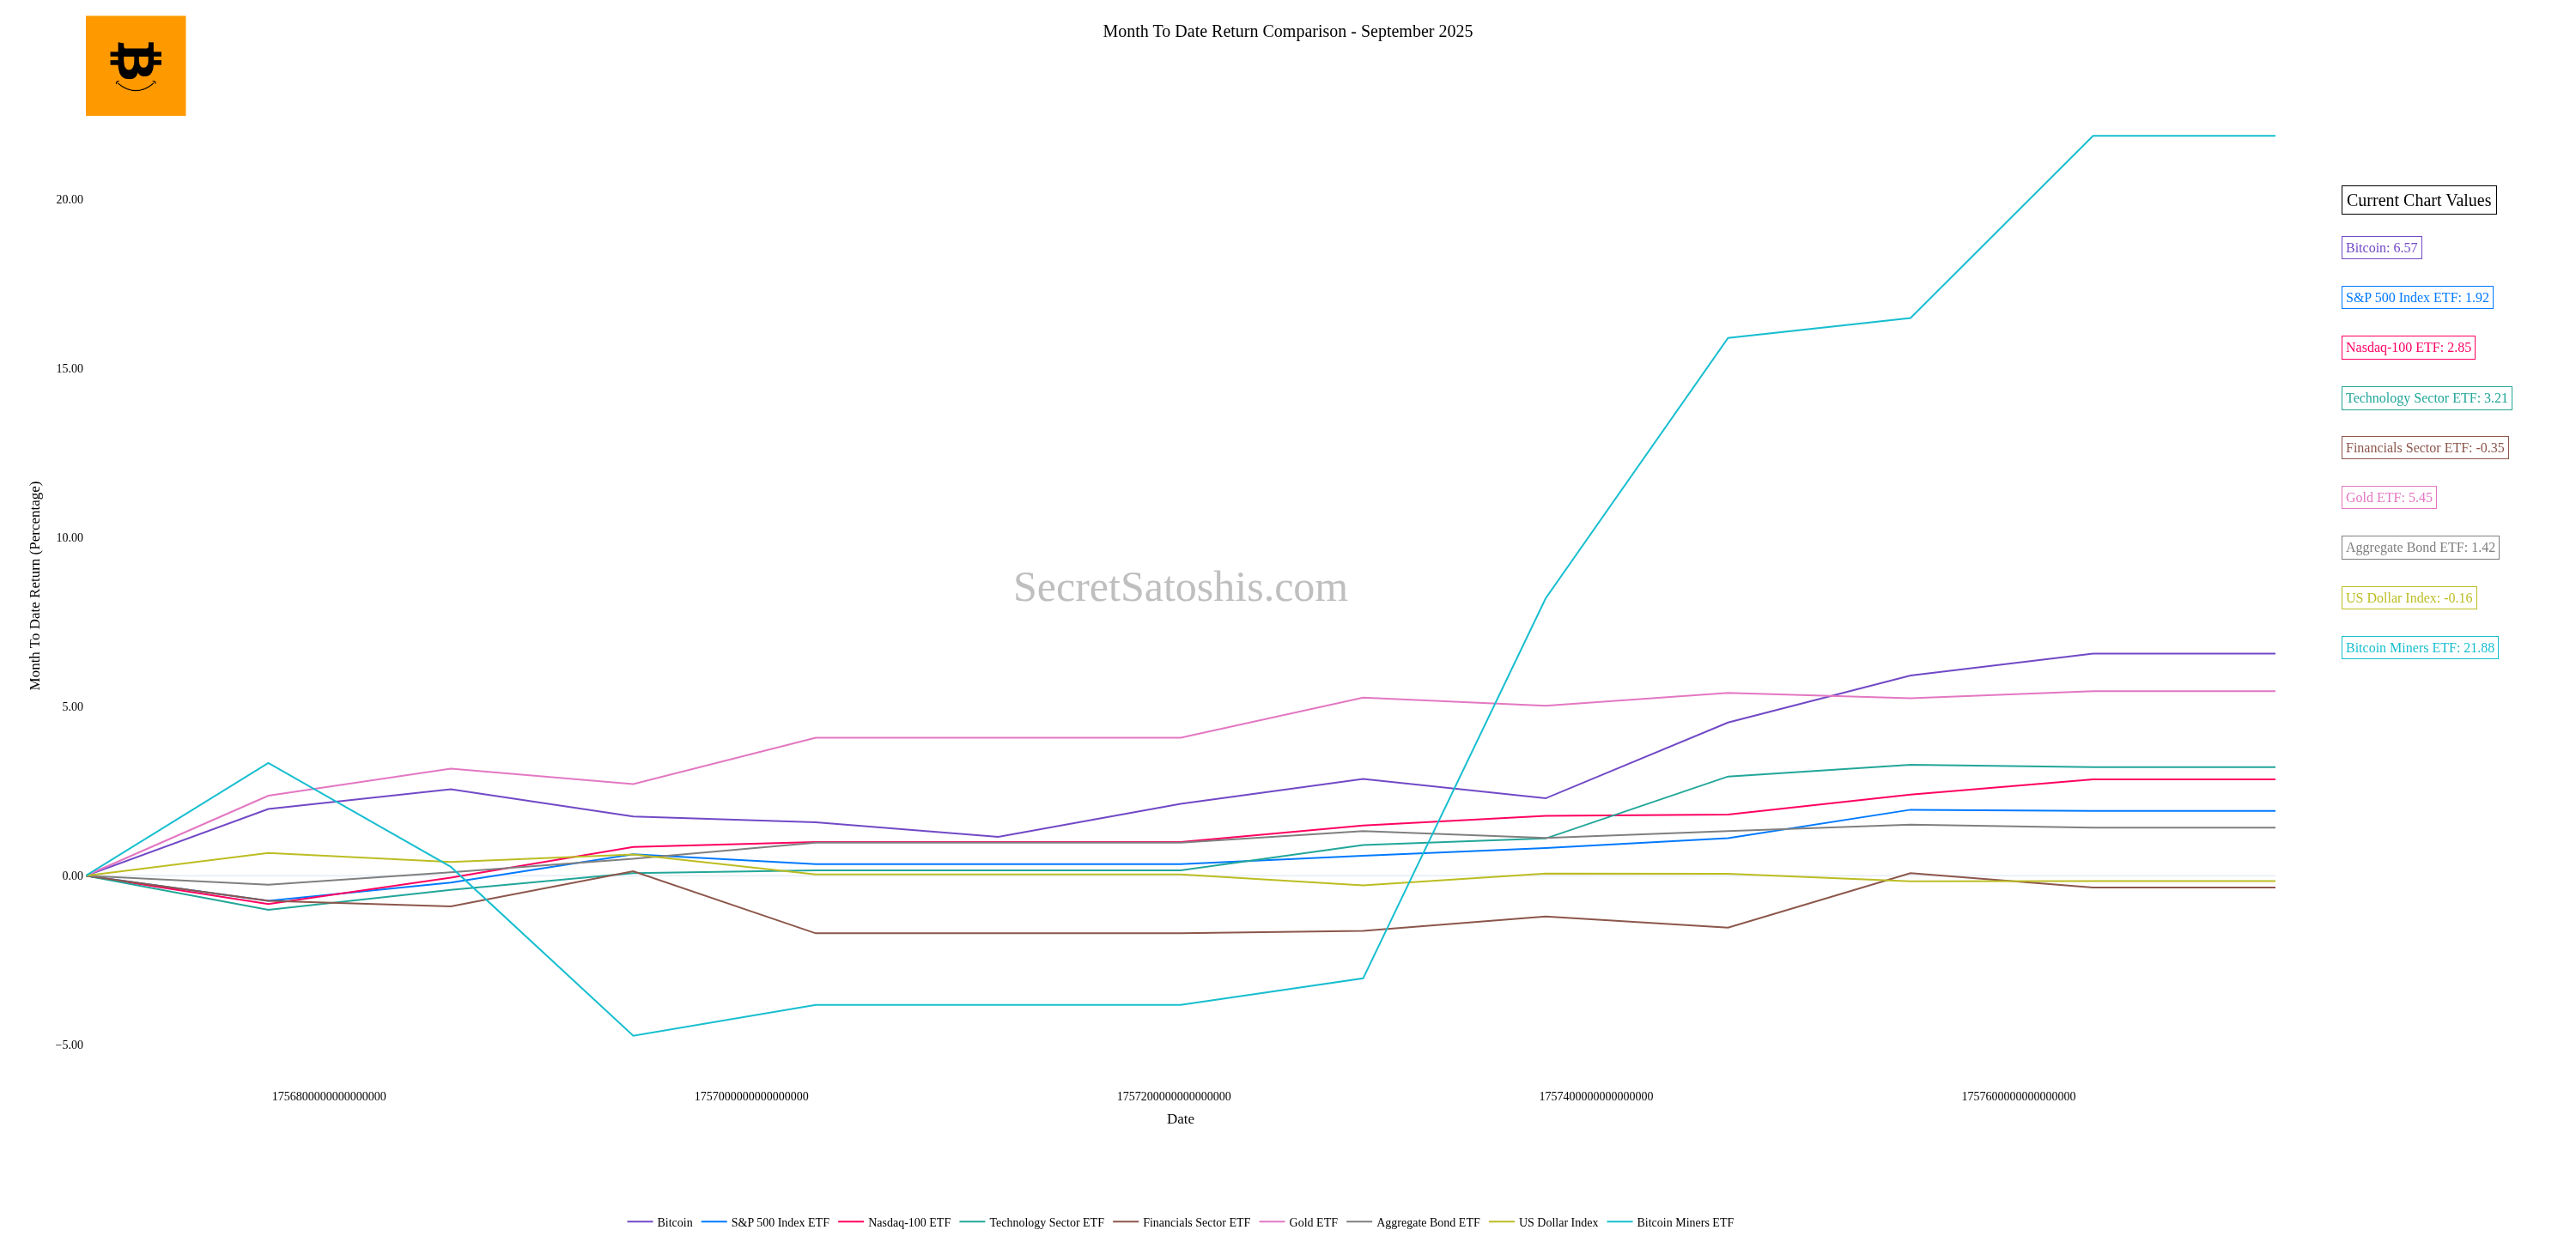 Month To Date Return Comparison - September 2025
20.00
15.00
10.00
5.00
0.00
−5.00
Month To Date Return (Percentage)
SecretSatoshis.com
Current Chart Values
Bitcoin: 6.57
S&P 500 Index ETF: 1.92
Nasdaq-100 ETF: 2.85
Technology Sector ETF: 3.21
Financials Sector ETF: -0.35
Gold ETF: 5.45
Aggregate Bond ETF: 1.42
US Dollar Index: -0.16
Bitcoin Miners ETF: 21.88
1756800000000000000 1757000000000000000 1757200000000000000 1757400000000000000 1757600000000000000
Date
Bitcoin S&P 500 Index ETF Nasdaq-100 ETF Technology Sector ETF Financials Sector ETF Gold ETF Aggregate Bond ETF US Dollar Index Bitcoin Miners ETF